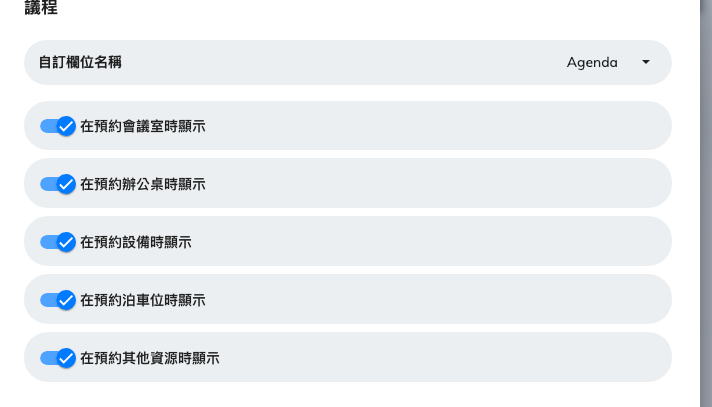 議程
自訂欄位名稱 Agenda
在預約會議室時顯示
在預約辦公桌時顯示
在預約設備時顯示
在預約泊車位時顯示
在預約其他資源時顯示